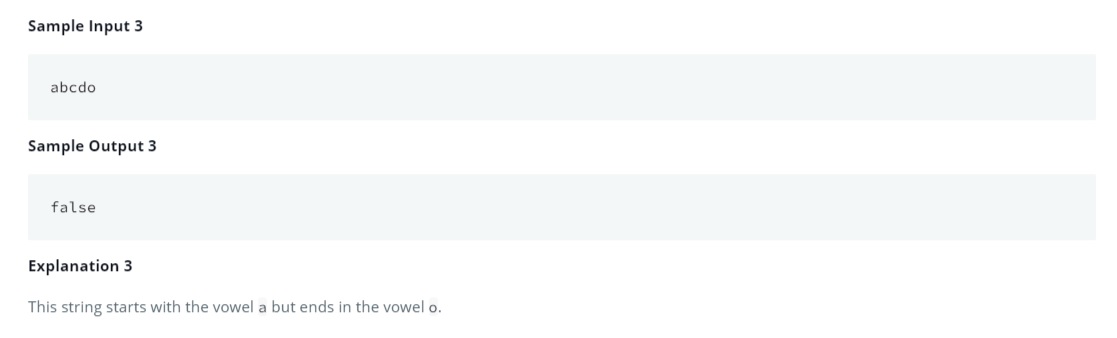 Sample Input 3
abcdo
Sample Output 3
false
Explanation 3
This string starts with the vowel a but ends in the vowel o.